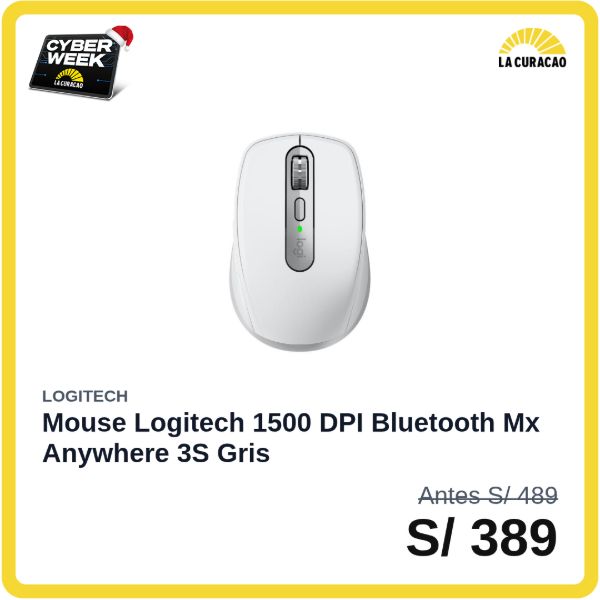 CYBER
WEEK
LA CURACAO
LA CURACAO
logi
LOGITECH
Mouse Logitech 1500 DPI Bluetooth Mx
Anywhere 3S Gris
Antes S/ 489
S/ 389